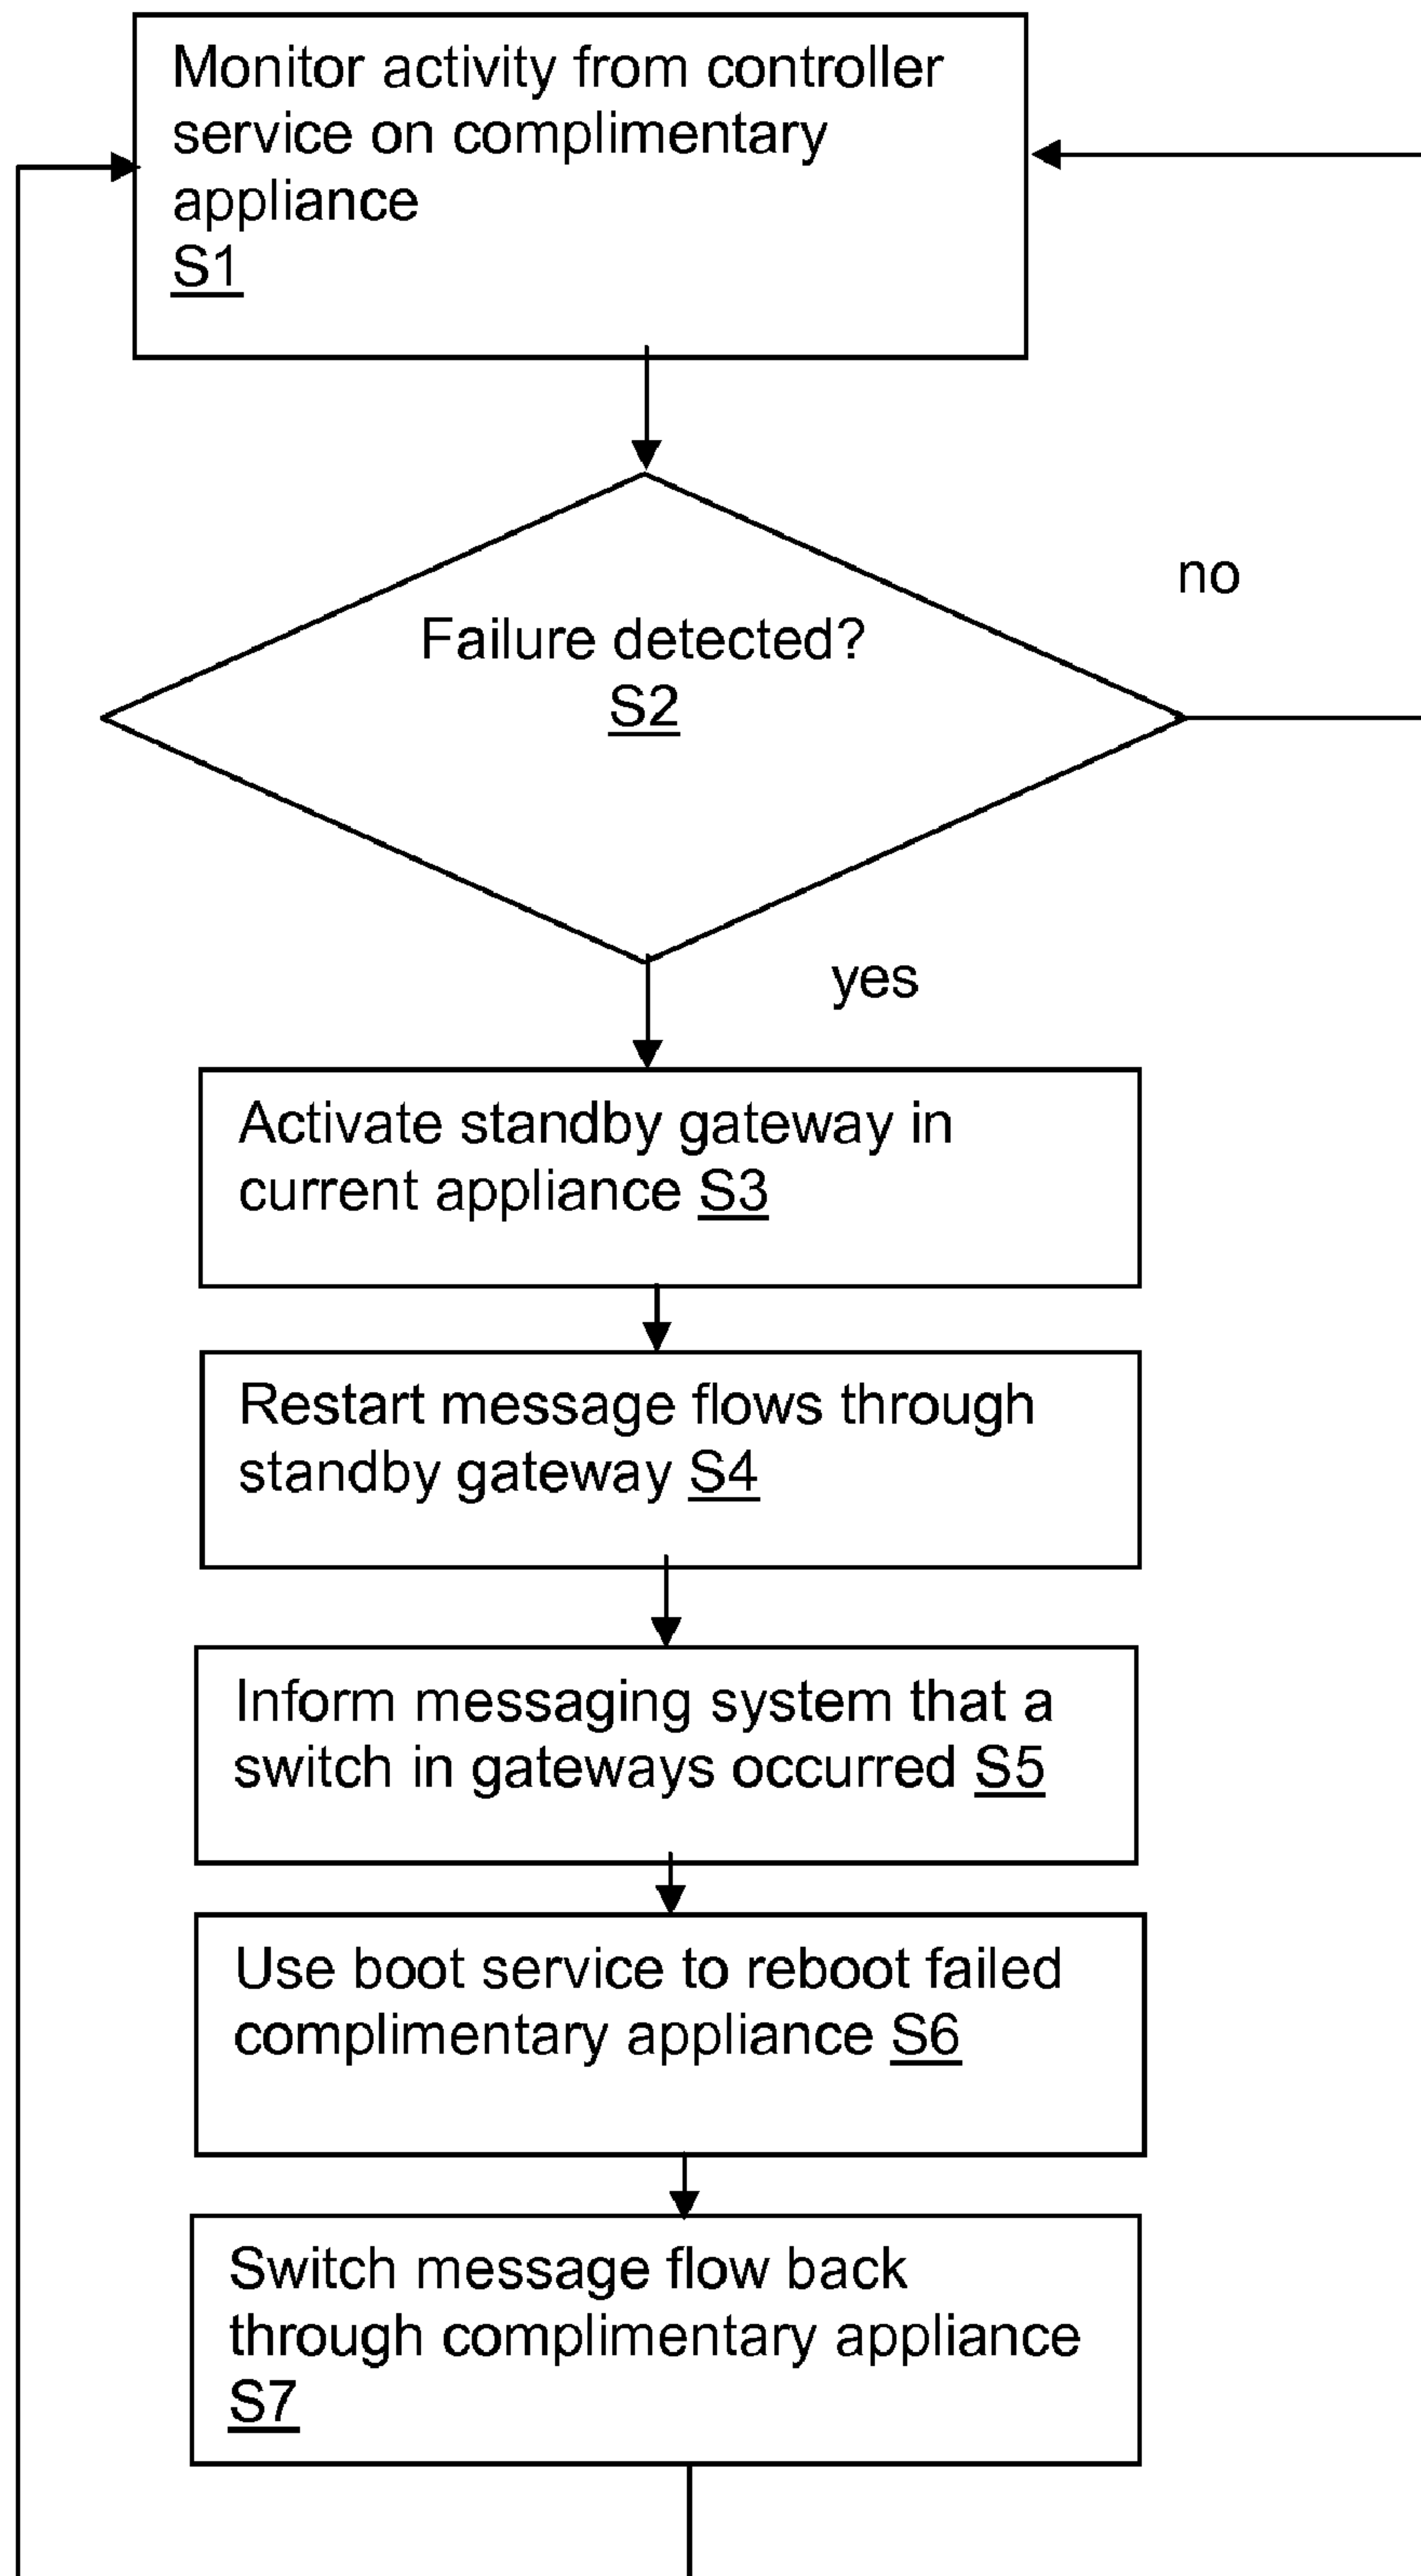 Monitor activity from controller
service on complimentary
appliance
S1
no
Failure detected?
S2
yes
Activate standby gateway in
current appliance S3
Restart message flows through
standby gateway S4
Inform messaging system that a
switch in gateways occurred S5
Use boot service to reboot failed
complimentary appliance S6
Switch message flow back
through complimentary appliance
S7